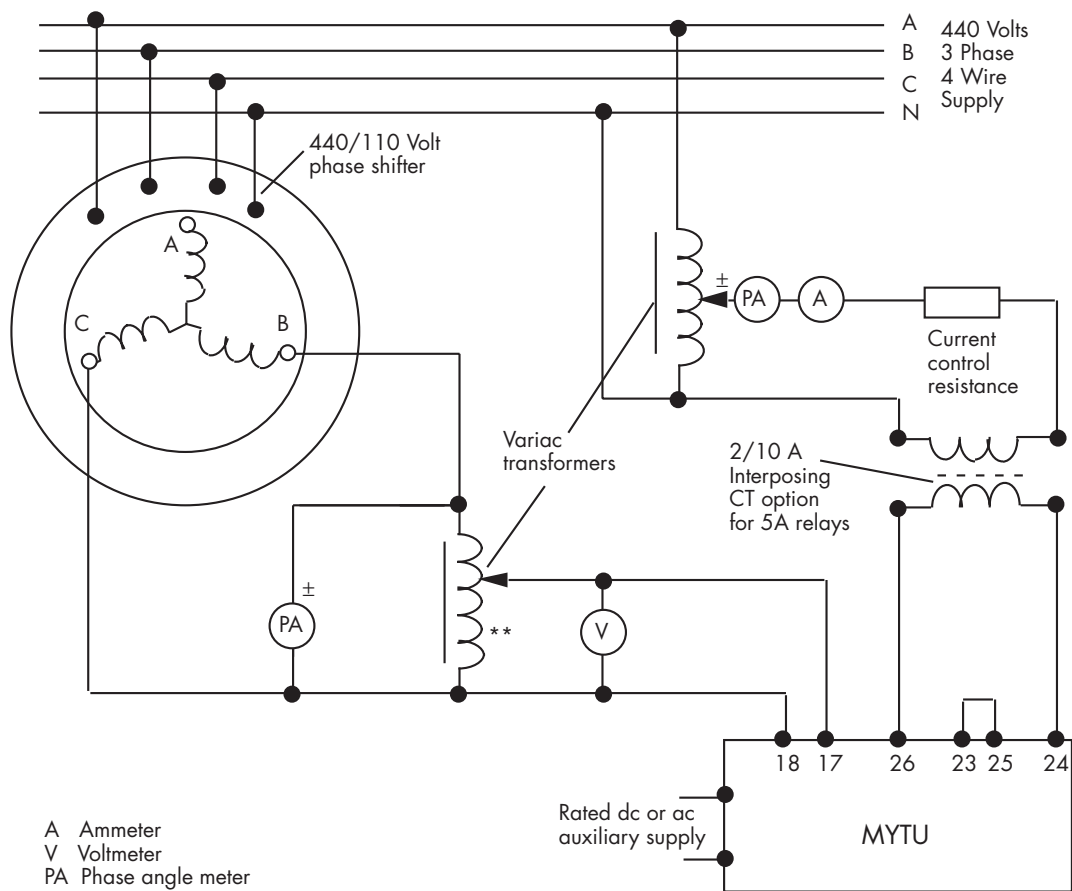 A 440 Volts
B 3 Phase
C 4 Wire
N Supply
440/110 Volt
phase shifter
A
C
B
±
PA
A
Current
control
resistance
Variac
transformers
2/10 A
Interposing
CT option
for 5A relays
±
PA
**
V
18 17 26 23 25 24
Rated dc or ac
auxiliary supply
MYTU
A Ammeter
V Voltmeter
PA Phase angle meter